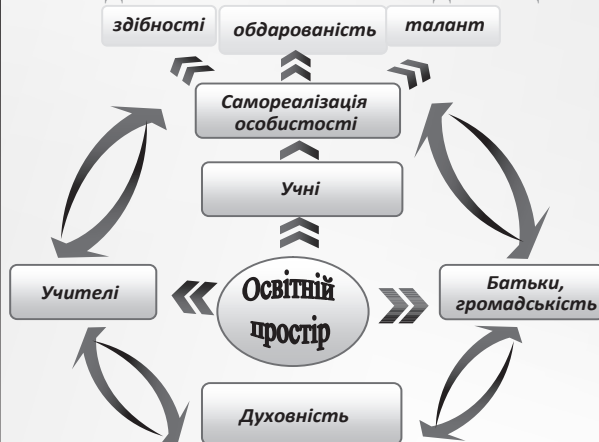 здібності
обдарованість
талант
Самореалізація
особистості
Учні
Учителі
Освітній
простір
Батьки,
громадськість
Духовність